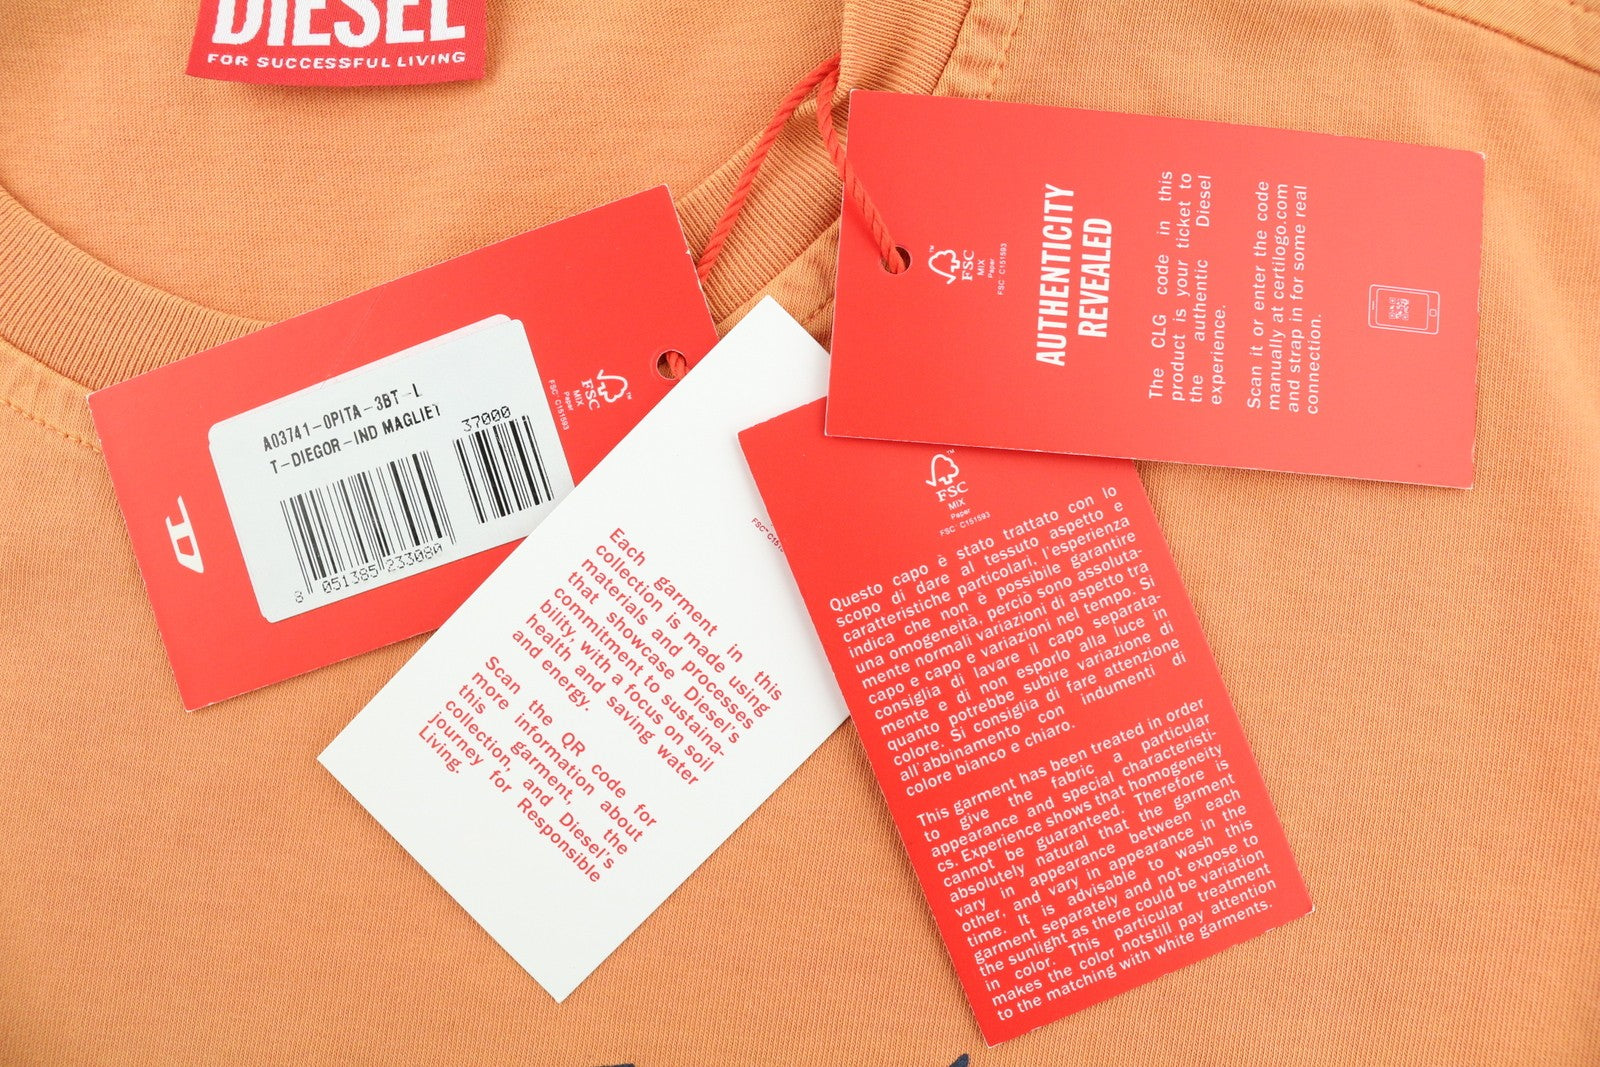 DIESEL
FOR SUCCESSFUL LIVING
A03741-0PITA-3BT-L
T-DIEGOR-IND MAGLIET
37000
8 051385 233080
D
FSC
MIX
Paper
FSC C151593
Each garment in this
collection is made using
materials and processes
that showcase Diesel's
commitment to sustaina-
bility, with a focus on soil
health and saving water
and energy.
Scan the QR code for
more information about
this garment, the
collection, and Diesel's
journey for Responsible
Living.
FSC
MIX
Paper
FSC™ C151593
Questo capo è stato trattato con lo
scopo di dare al tessuto aspetto e
caratteristiche particolari, l'esperienza
indica che non è possibile garantire
una omogeneità, perciò sono assoluta-
mente normali variazioni di aspetto tra
capo e capo e variazioni nel tempo. Si
consiglia di lavare il capo separata-
mente e di non esporlo alla luce in
quanto potrebbe subire variazione di
colore. Si consiglia di fare attenzione
all'abbinamento con indumenti di
colore bianco e chiaro.
This garment has been treated in order
to give the fabric a particular
appearance and special characteristi-
cs. Experience shows that homogeneity
cannot be guaranteed. Therefore is
absolutely natural that the garment
vary in appearance between each
other, and vary in appearance in the
time. It is advisable to wash this
garment separately and not expose to
the sunlight as there could be variation
in color. This particular treatment
makes the color notstill pay attention
to the matching with white garments.
FSC
MIX
Paper
FSC C151593
AUTHENTICITY
REVEALED
The CLG code in this
product is your ticket to
the authentic Diesel
experience.
Scan it or enter the code
manually at certilogo.com
and strap in for some real
connection.